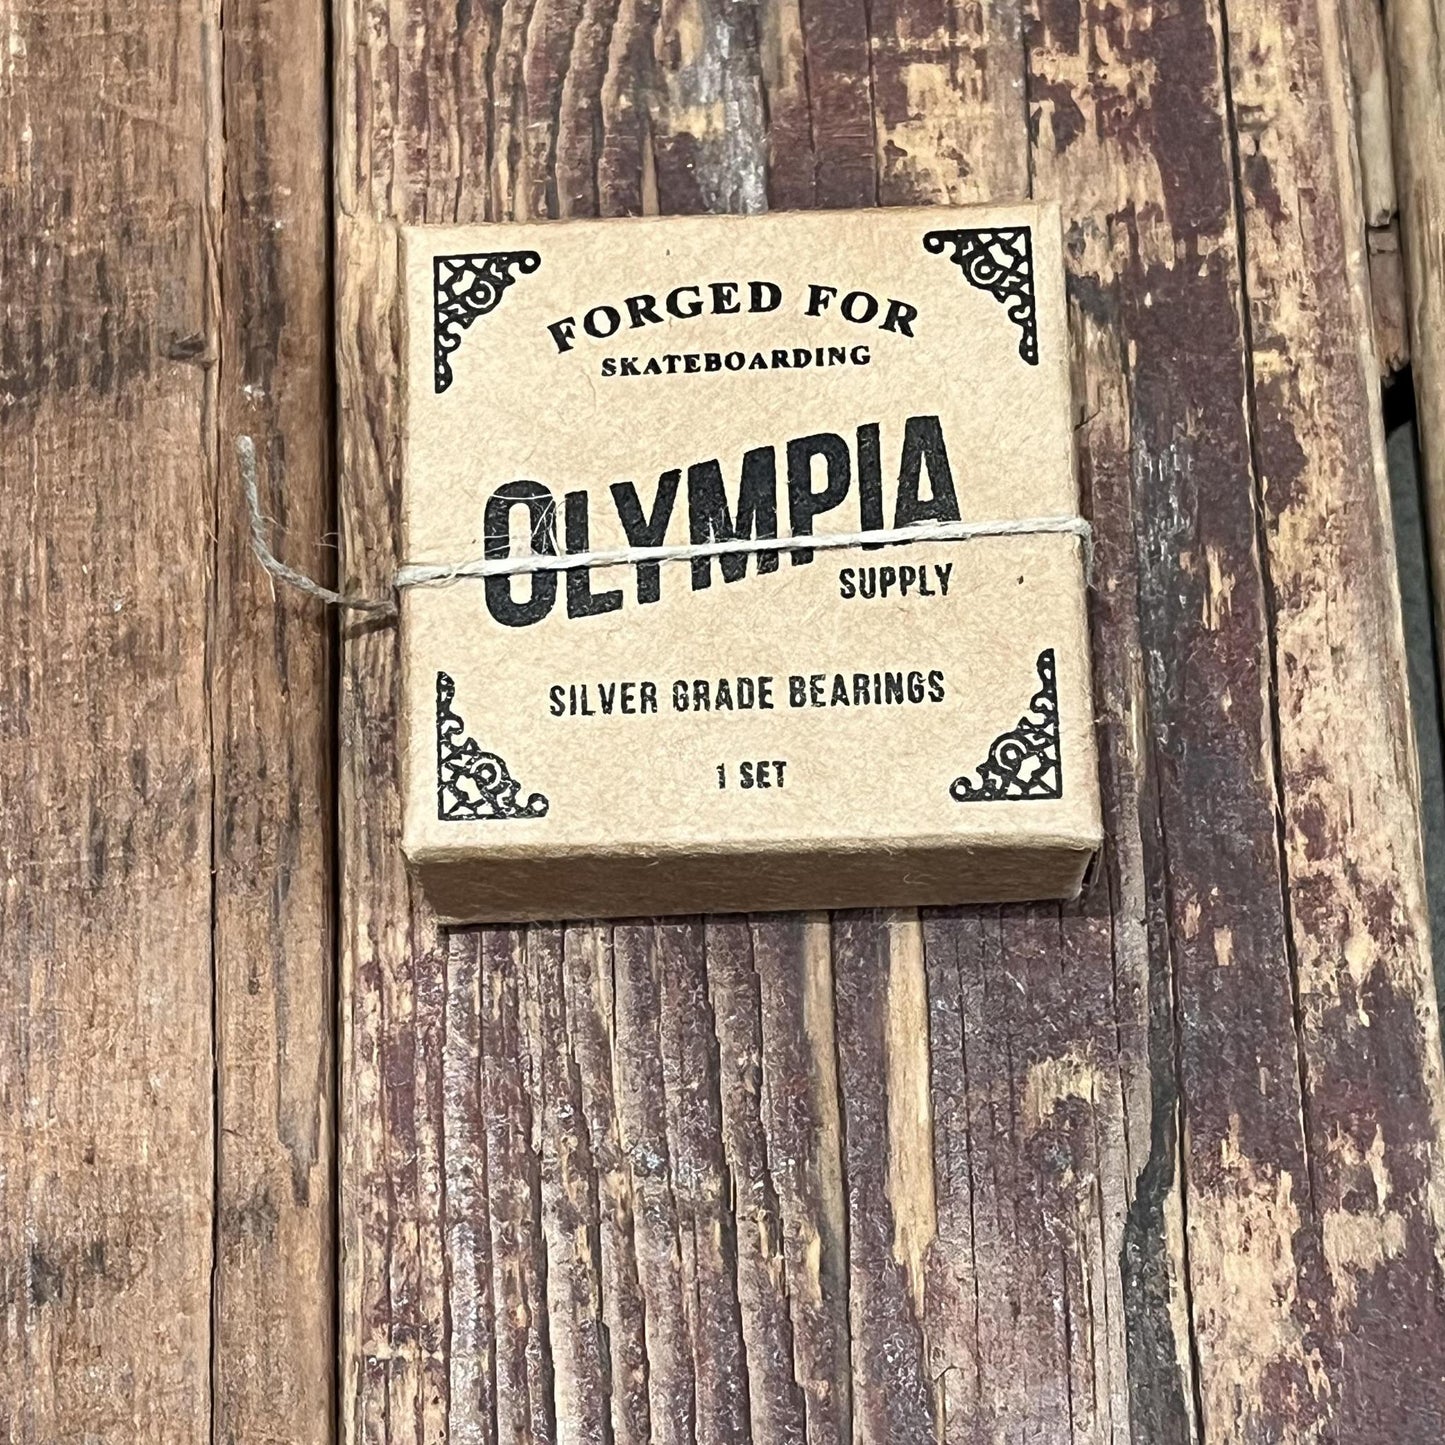 FORGED FOR
SKATEBOARDING
OLYMPIA
SUPPLY
SILVER GRADE BEARINGS
1 SET